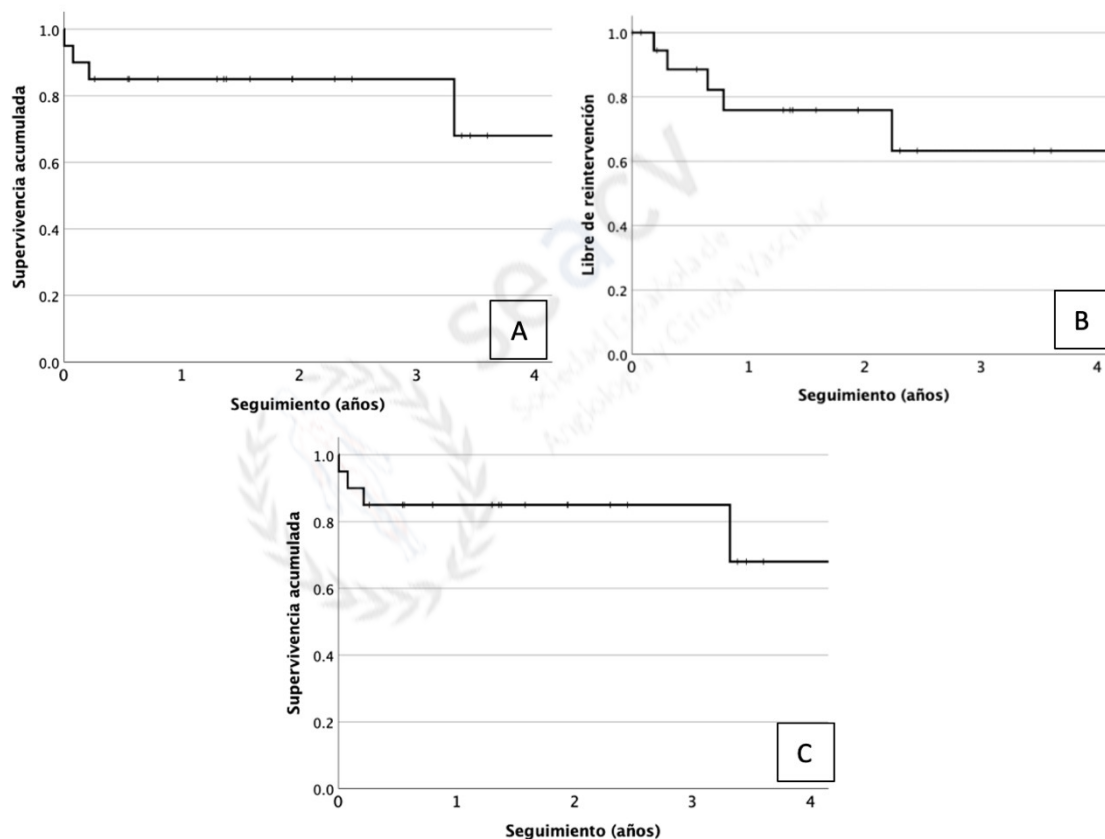 Supervivencia acumulada
1.0
0.8
0.6
0.4
0.2
0.0
0 1 2 3 4
Seguimiento (años)
A
Libre de reintervención
1.0
0.8
0.6
0.4
0.2
0.0
0 1 2 3 4
Seguimiento (años)
B
seacv
Sociedad Española de
Angiología y Cirugía Vascular
Supervivencia acumulada
1.0
0.8
0.6
0.4
0.2
0.0
0 1 2 3 4
Seguimiento (años)
C